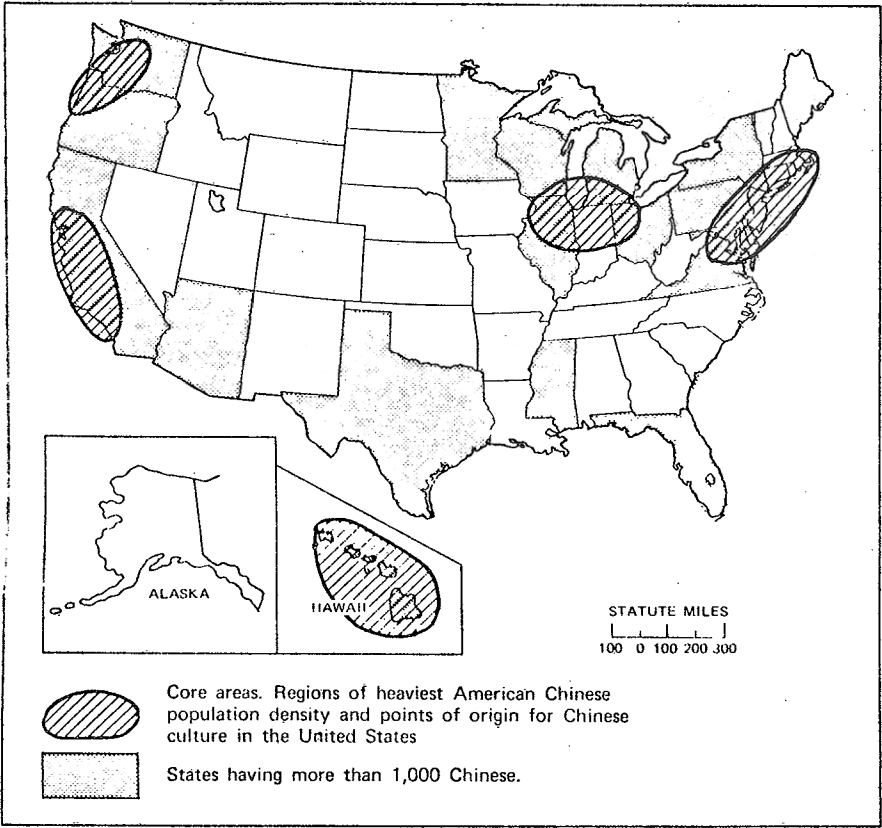 ALASKA
HAWAII
STATUTE MILES
100 0 100 200 300
Core areas. Regions of heaviest American Chinese
population density and points of origin for Chinese
culture in the United States
States having more than 1,000 Chinese.